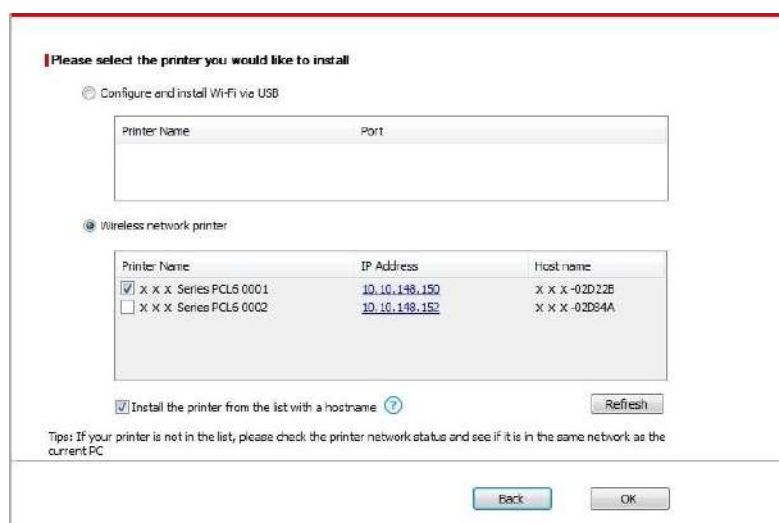 Please select the printer you would like to install
Configure and install Wi-Fi via USB
Printer Name Port
Wireless network printer
Printer Name IP Address Host name
X X X Series PCL6 0001 10.10.148.150 X X X -02D22B
X X X Series PCL6 0002 10.10.148.152 X X X -02D84A
Install the printer from the list with a hostname ? Refresh
Tips: If your printer is not in the list, please check the printer network status and see if it is in the same network as the
current PC
Back OK